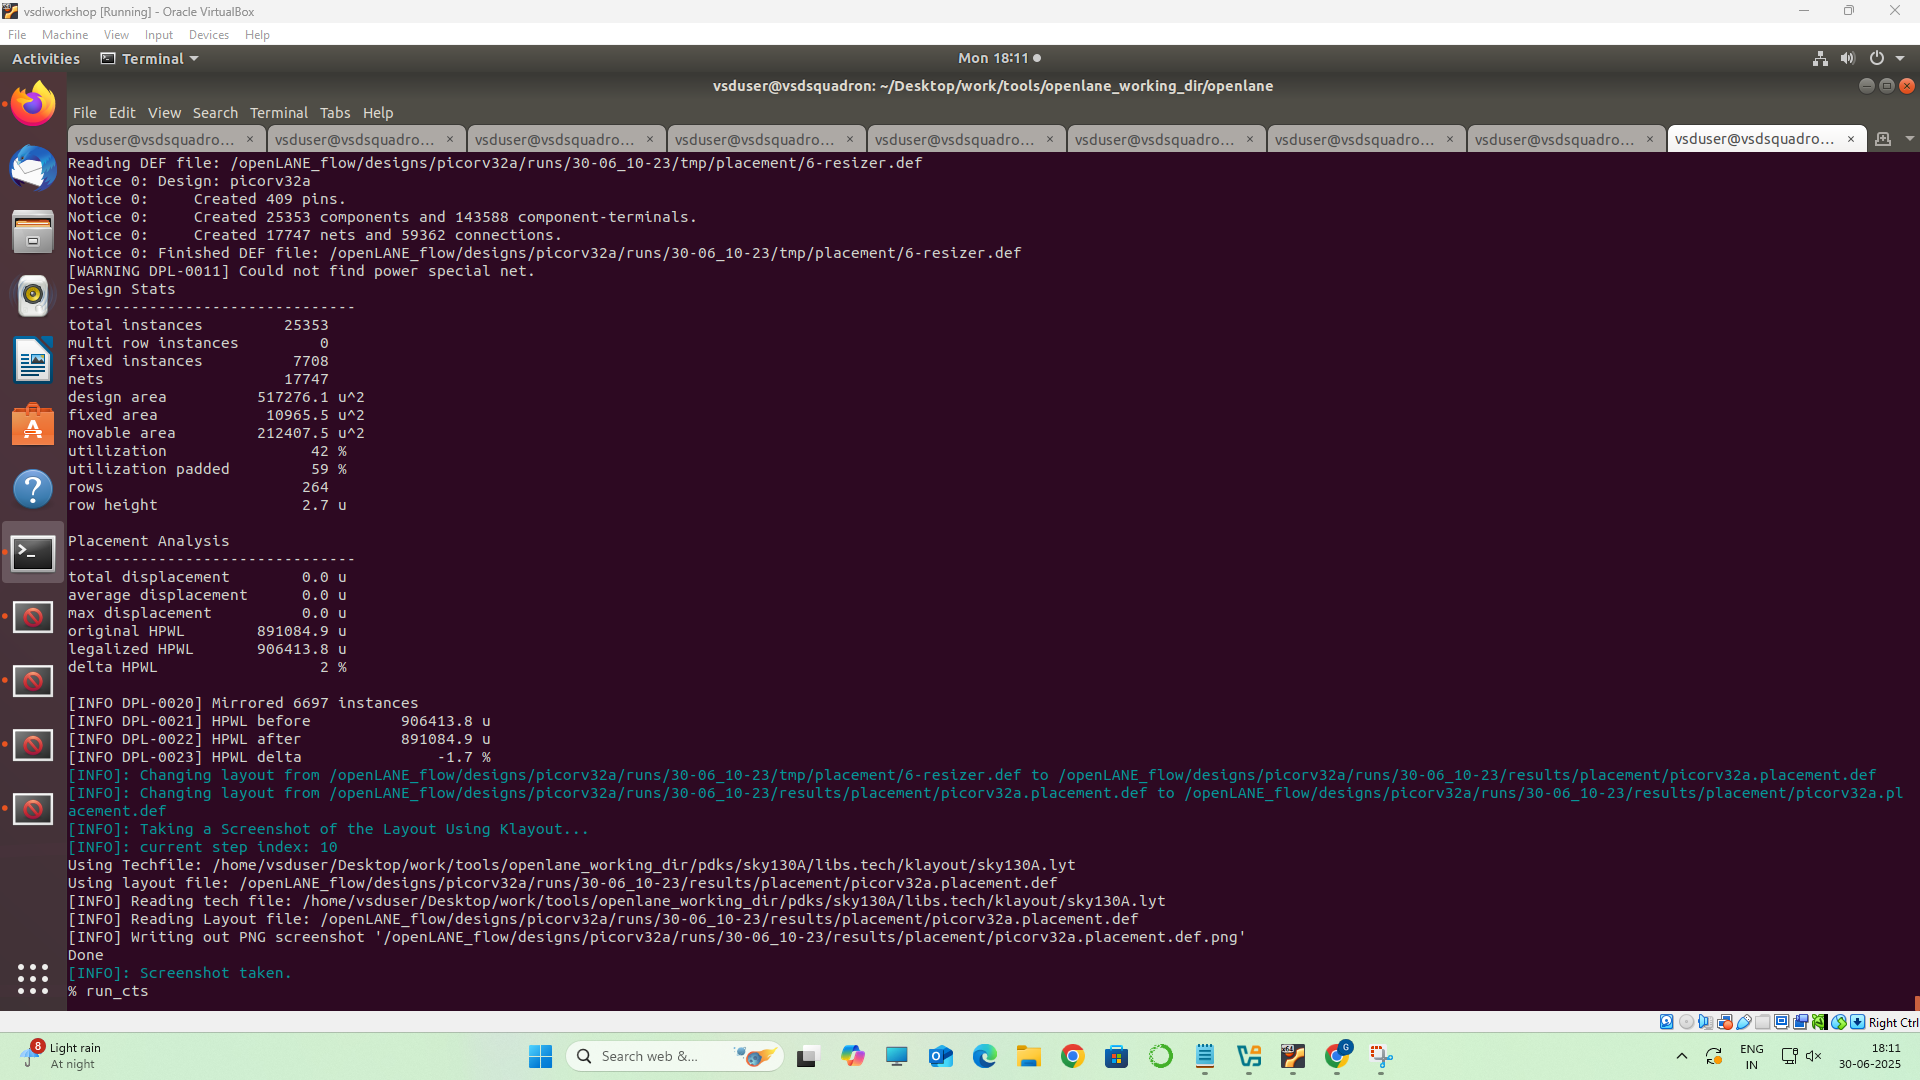 vsdiworkshop [Running] - Oracle VirtualBox
File Machine View Input Devices Help
Activities Terminal Mon 18:11
vsduser@vsdsquadron: ~/Desktop/work/tools/openlane_working_dir/openlane
File Edit View Search Terminal Tabs Help
vsduser@vsdsquadro... × vsduser@vsdsquadro... × vsduser@vsdsquadro... × vsduser@vsdsquadro... × vsduser@vsdsquadro... × vsduser@vsdsquadro... × vsduser@vsdsquadro... × vsduser@vsdsquadro... × vsduser@vsdsquadro... ×
Reading DEF file: /openLANE_flow/designs/picorv32a/runs/30-06_10-23/tmp/placement/6-resizer.def
Notice 0: Design: picorv32a
Notice 0:     Created 409 pins.
Notice 0:     Created 25353 components and 143588 component-terminals.
Notice 0:     Created 17747 nets and 59362 connections.
Notice 0: Finished DEF file: /openLANE_flow/designs/picorv32a/runs/30-06_10-23/tmp/placement/6-resizer.def
[WARNING DPL-0011] Could not find power special net.
Design Stats
--------------------------------
total instances         25353
multi row instances         0
fixed instances          7708
nets                    17747
design area          517276.1 u^2
fixed area            10965.5 u^2
movable area         212407.5 u^2
utilization                42 %
utilization padded         59 %
rows                      264
row height                2.7 u
Placement Analysis
--------------------------------
total displacement        0.0 u
average displacement      0.0 u
max displacement          0.0 u
original HPWL        891084.9 u
legalized HPWL       906413.8 u
delta HPWL                  2 %
[INFO DPL-0020] Mirrored 6697 instances
[INFO DPL-0021] HPWL before          906413.8 u
[INFO DPL-0022] HPWL after           891084.9 u
[INFO DPL-0023] HPWL delta               -1.7 %
[INFO]: Changing layout from /openLANE_flow/designs/picorv32a/runs/30-06_10-23/tmp/placement/6-resizer.def to /openLANE_flow/designs/picorv32a/runs/30-06_10-23/results/placement/picorv32a.placement.def
[INFO]: Changing layout from /openLANE_flow/designs/picorv32a/runs/30-06_10-23/results/placement/picorv32a.placement.def to /openLANE_flow/designs/picorv32a/runs/30-06_10-23/results/placement/picorv32a.pl
acement.def
[INFO]: Taking a Screenshot of the Layout Using Klayout...
[INFO]: current step index: 10
Using Techfile: /home/vsduser/Desktop/work/tools/openlane_working_dir/pdks/sky130A/libs.tech/klayout/sky130A.lyt
Using layout file: /openLANE_flow/designs/picorv32a/runs/30-06_10-23/results/placement/picorv32a.placement.def
[INFO] Reading tech file: /home/vsduser/Desktop/work/tools/openlane_working_dir/pdks/sky130A/libs.tech/klayout/sky130A.lyt
[INFO] Reading Layout file: /openLANE_flow/designs/picorv32a/runs/30-06_10-23/results/placement/picorv32a.placement.def
[INFO] Writing out PNG screenshot '/openLANE_flow/designs/picorv32a/runs/30-06_10-23/results/placement/picorv32a.placement.def.png'
Done
[INFO]: Screenshot taken.
% run_cts
Right Ctrl
8 Light rain
At night
Search web &...
G
ENG
IN
18:11
30-06-2025